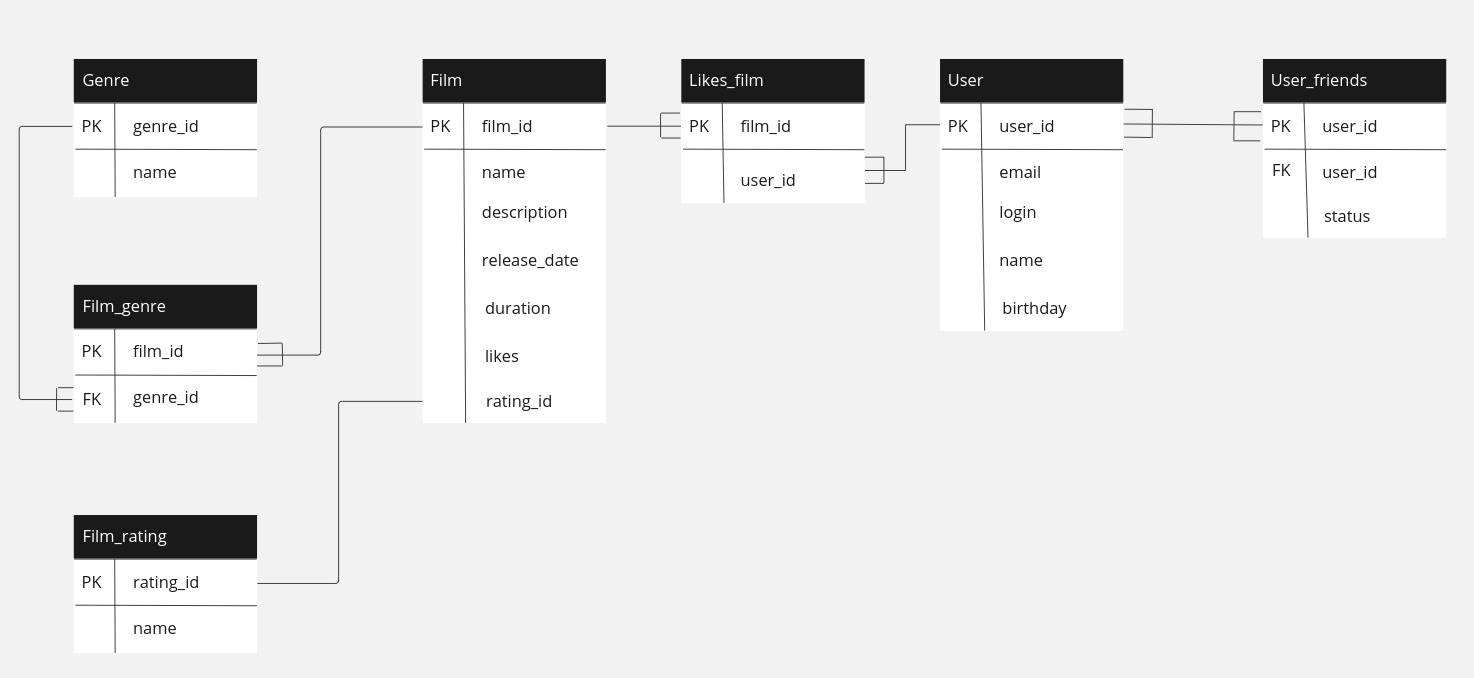 Genre
PK genre_id
name
Film_genre
PK film_id
FK genre_id
Film_rating
PK rating_id
name
Film
PK film_id
name
description
release_date
duration
likes
rating_id
Likes_film
PK film_id
user_id
User
PK user_id
email
login
name
birthday
User_friends
PK user_id
FK user_id
status